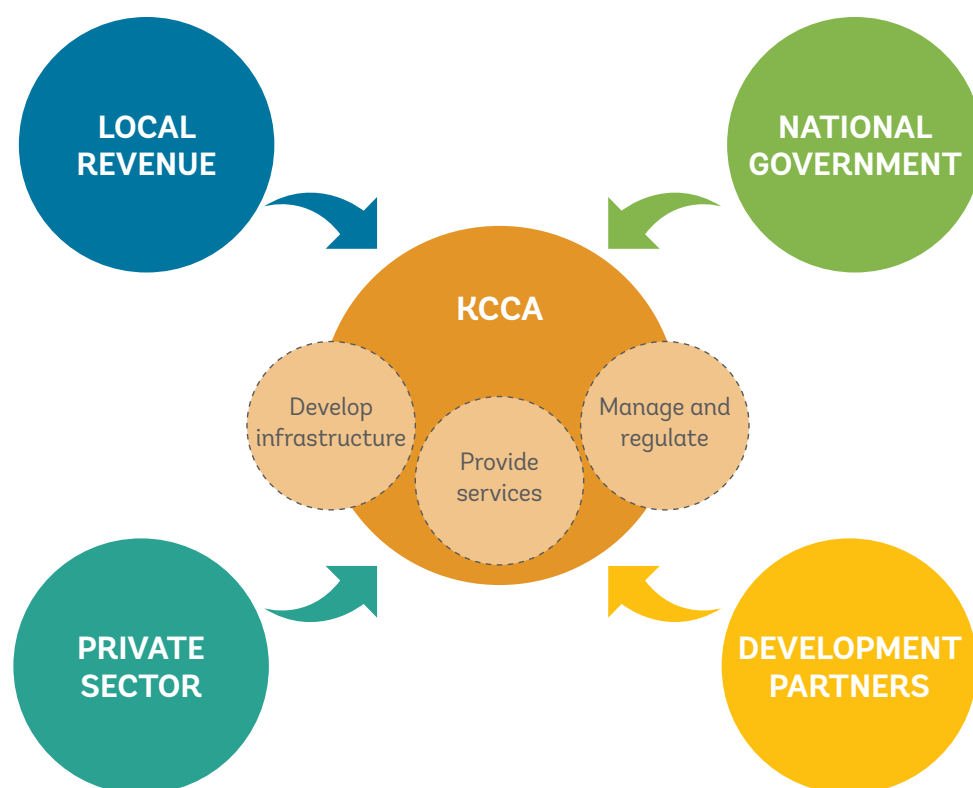 LOCAL
REVENUE
NATIONAL
GOVERNMENT
KCCA
Develop
infrastructure
Provide
services
Manage and
regulate
PRIVATE
SECTOR
DEVELOPMENT
PARTNERS